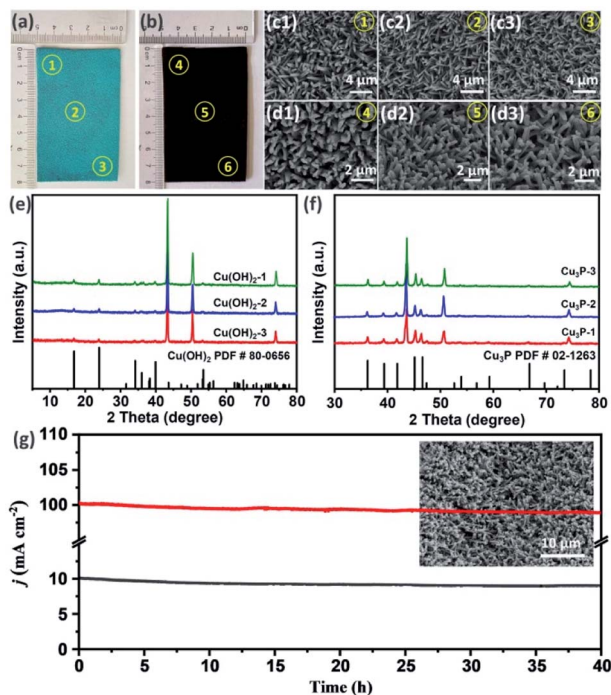 (a)
(b)
(c1)
(c2)
(c3)
1
2
3
4 μm
4 μm
4 μm
1
2
3
4
5
6
(d1)
(d2)
(d3)
4
5
6
2 μm
2 μm
2 μm
(e)
Intensity (a.u.)
Cu(OH)₂-1
Cu(OH)₂-2
Cu(OH)₂-3
Cu(OH)₂ PDF # 80-0656
10 20 30 40 50 60 70 80
2 Theta (degree)
(f)
Intensity (a.u.)
Cu₃P-3
Cu₃P-2
Cu₃P-1
Cu₃P PDF # 02-1263
30 40 50 60 70 80
2 Theta (degree)
(g)
j (mA cm⁻²)
110
105
100
10
5
0
10 μm
0 5 10 15 20 25 30 35 40
Time (h)